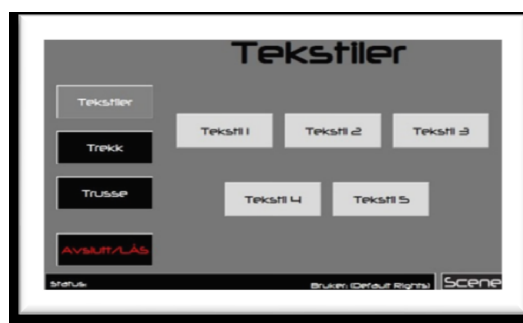 Tekstiler
Tekstiler
Trekk
Trusse
Avslutt/LÅS
Tekstil 1
Tekstil 2
Tekstil 3
Tekstil 4
Tekstil 5
Status:
Bruker: (Default Rights)
Scene